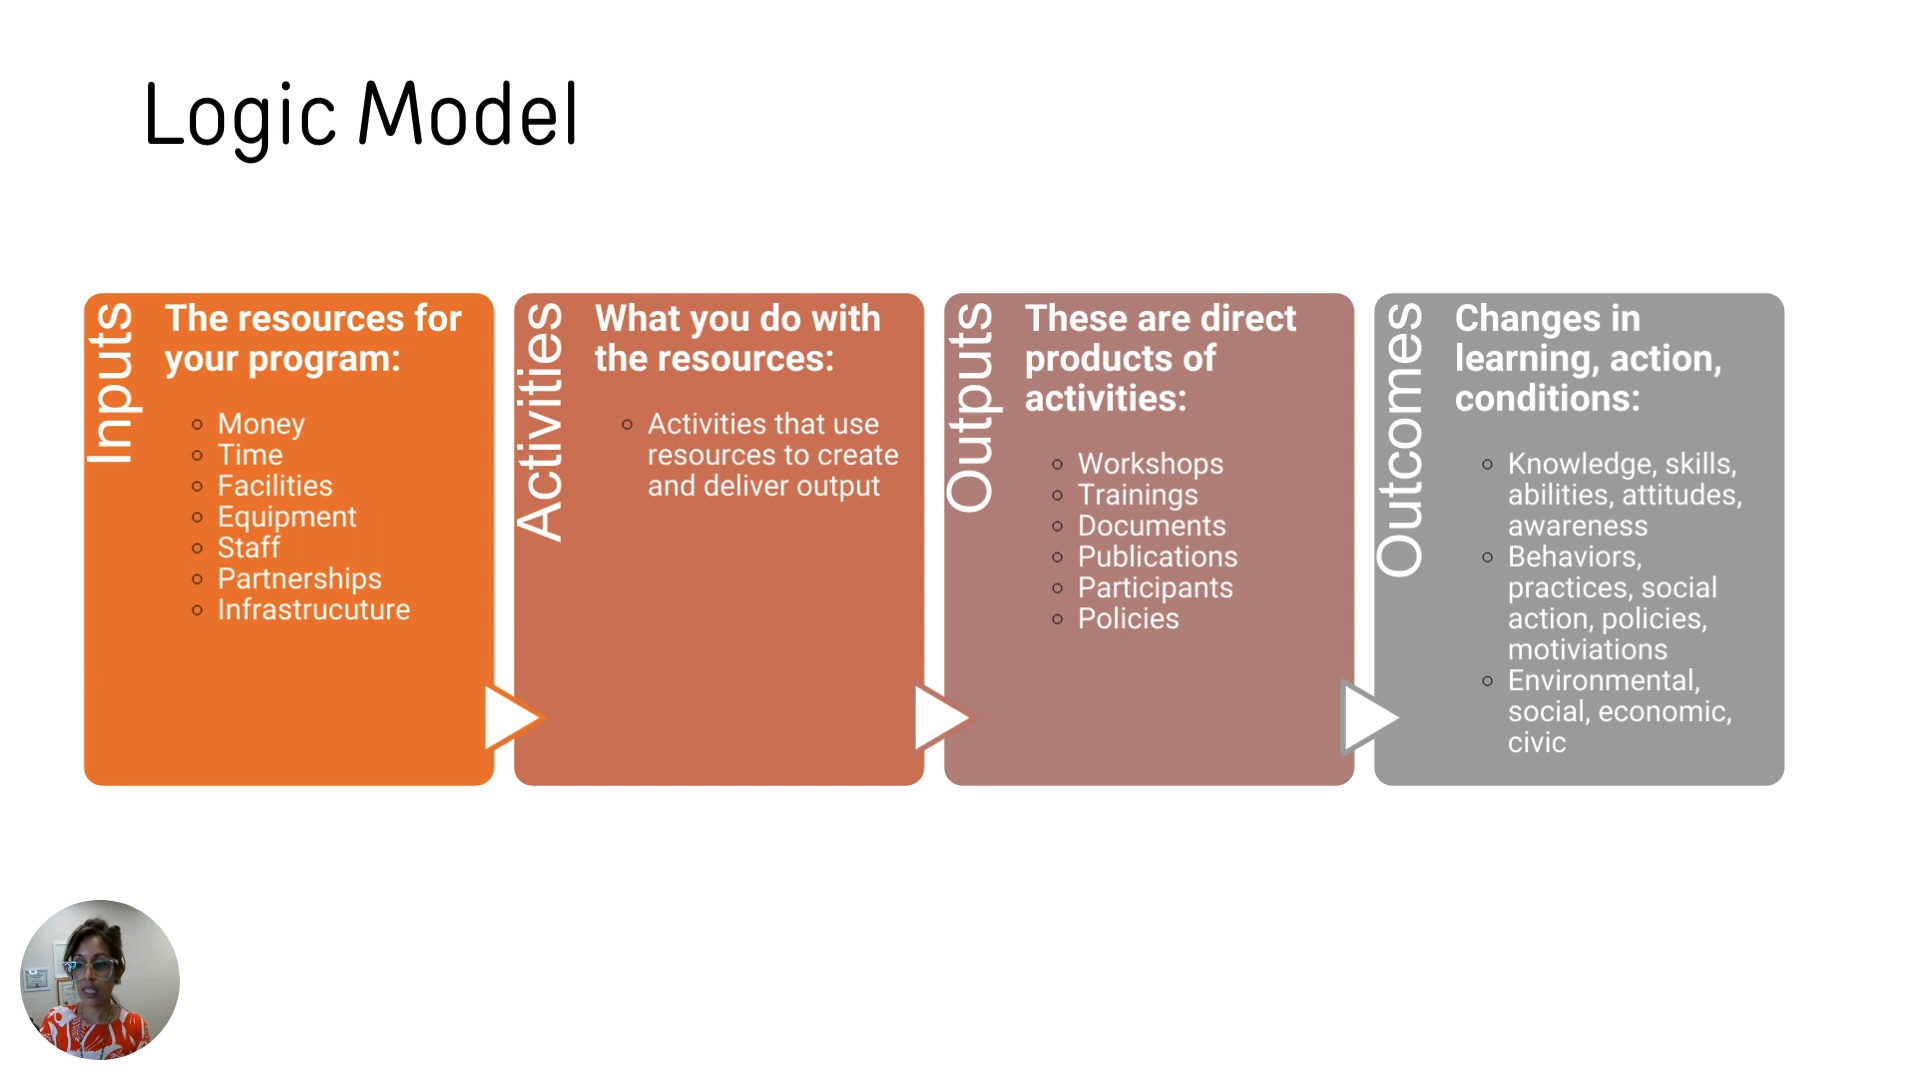 Logic Model
Inputs
The resources for
your program:
Money
Time
Facilities
Equipment
Staff
Partnerships
Infrastrucuture
Activities
What you do with
the resources:
Activities that use
resources to create
and deliver output
Outputs
These are direct
products of
activities:
Workshops
Trainings
Documents
Publications
Participants
Policies
Outcomes
Changes in
learning, action,
conditions:
Knowledge, skills,
abilities, attitudes,
awareness
Behaviors,
practices, social
action, policies,
motiviations
Environmental,
social, economic,
civic